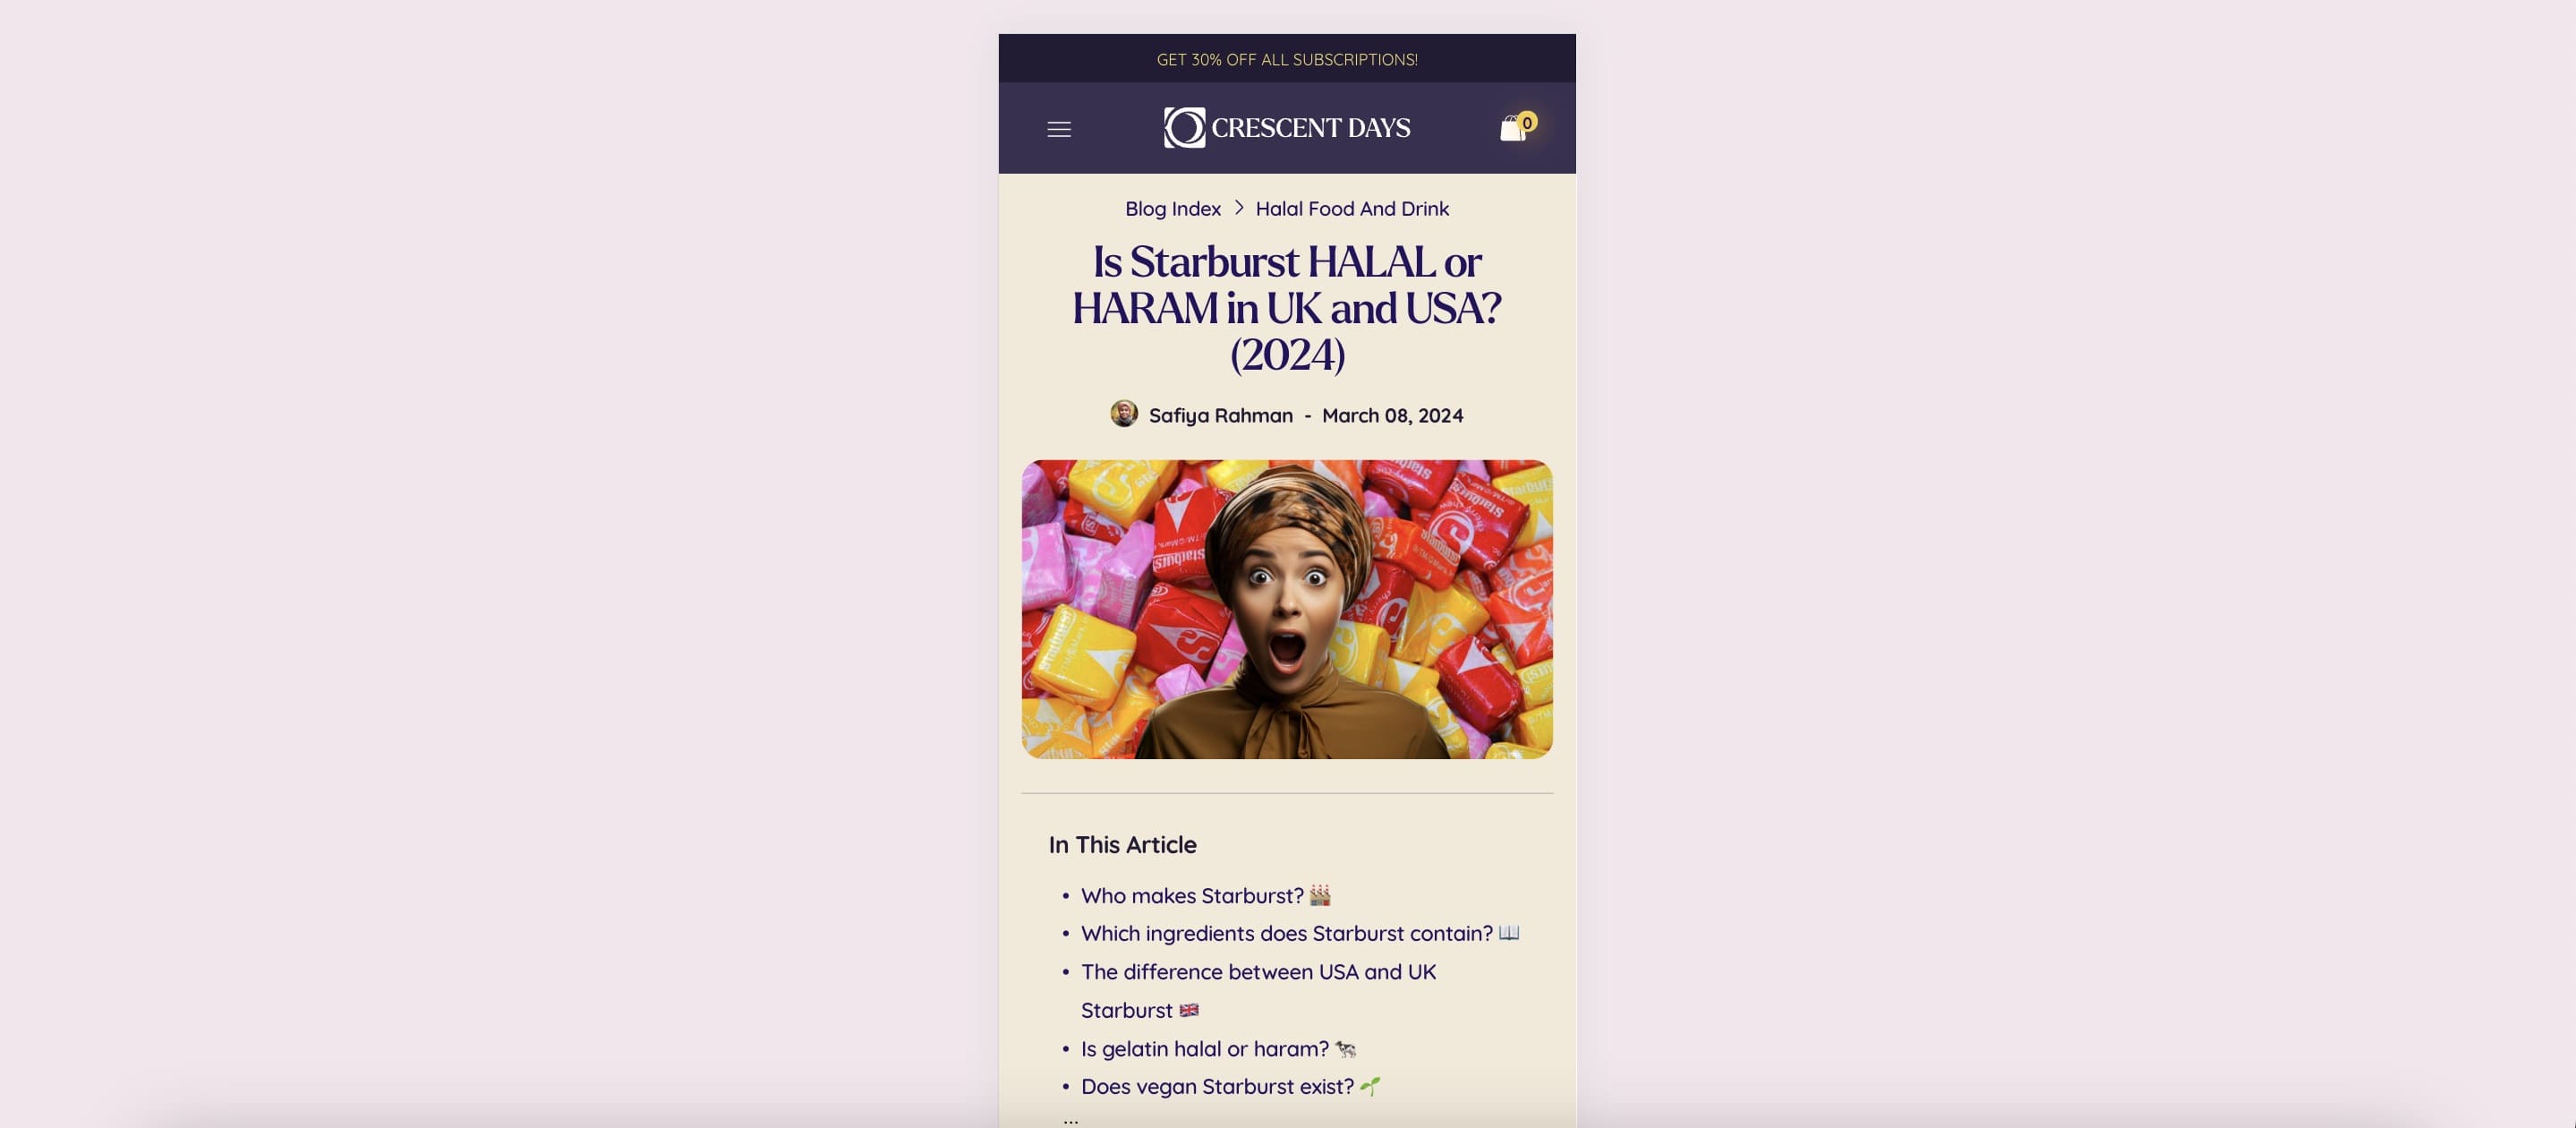 GET 30% OFF ALL SUBSCRIPTIONS!
CRESCENT DAYS
0
Blog Index > Halal Food And Drink
Is Starburst HALAL or
HARAM in UK and USA?
(2024)
Safiya Rahman - March 08, 2024
In This Article
• Who makes Starburst? 🏭
• Which ingredients does Starburst contain? 📖
• The difference between USA and UK
Starburst 🇬🇧
• Is gelatin halal or haram? 🐄
• Does vegan Starburst exist? 🌱
...